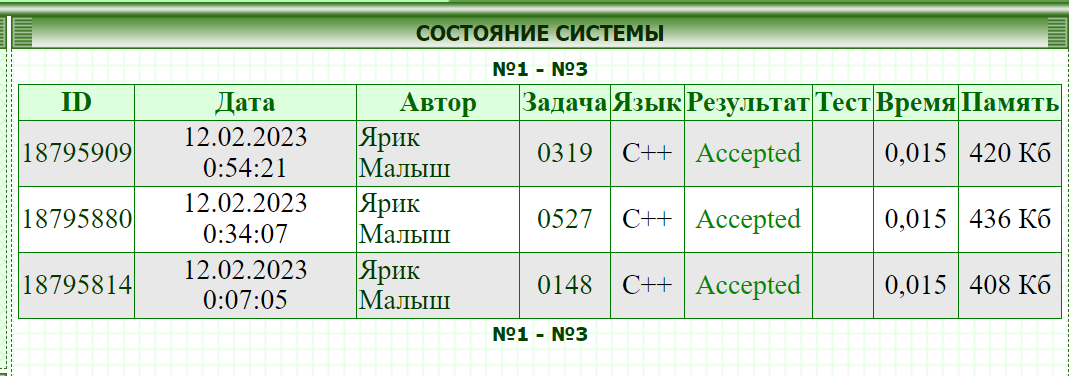 СОСТОЯНИЕ СИСТЕМЫ
№1 - №3
ID Дата Автор Задача Язык Результат Тест Время Память
18795909 12.02.2023 0:54:21 Ярик Малыш 0319 C++ Accepted 0,015 420 Кб
18795880 12.02.2023 0:34:07 Ярик Малыш 0527 C++ Accepted 0,015 436 Кб
18795814 12.02.2023 0:07:05 Ярик Малыш 0148 C++ Accepted 0,015 408 Кб
№1 - №3